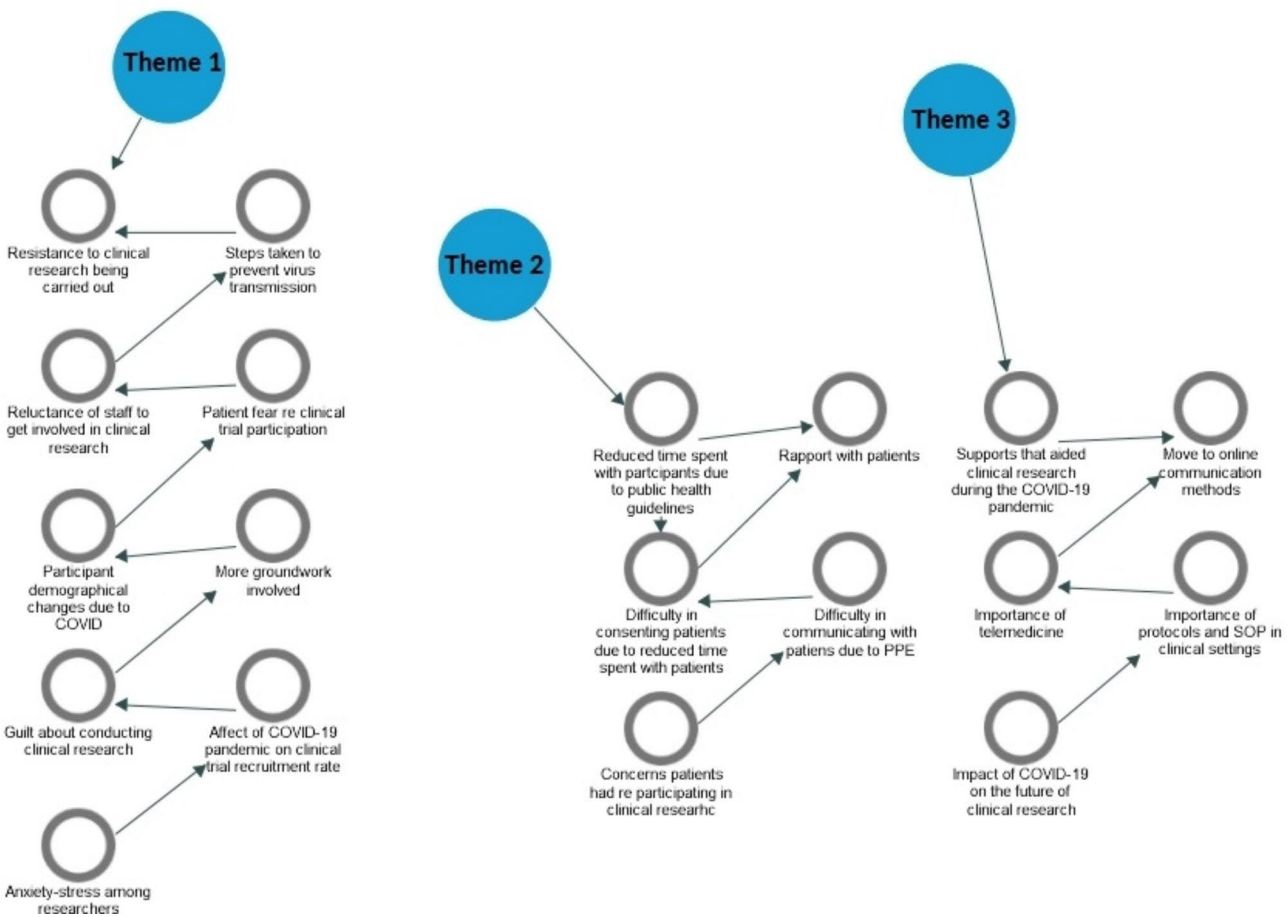 Theme 1
Resistance to clinical
research being
carried out
Steps taken to
prevent virus
transmission
Reluctance of staff to
get involved in clinical
research
Patient fear re clinical
trial participation
Participant
demographical
changes due to
COVID
More groundwork
involved
Guilt about conducting
clinical research
Affect of COVID-19
pandemic on clinical
trial recruitment rate
Anxiety-stress among
researchers
Theme 2
Reduced time spent
with partcipants due
to public health
guidelines
Rapport with patients
Difficulty in
consenting patients
due to reduced time
spent with patients
Difficulty in
communicating with
patiens due to PPE
Concerns patients
had re participating in
clinical researhc
Theme 3
Supports that aided
clinical research
during the COVID-19
pandemic
Move to online
communication
methods
Importance of
telemedicine
Importance of
protocols and SOP in
clinical settings
Impact of COVID-19
on the future of
clinical research